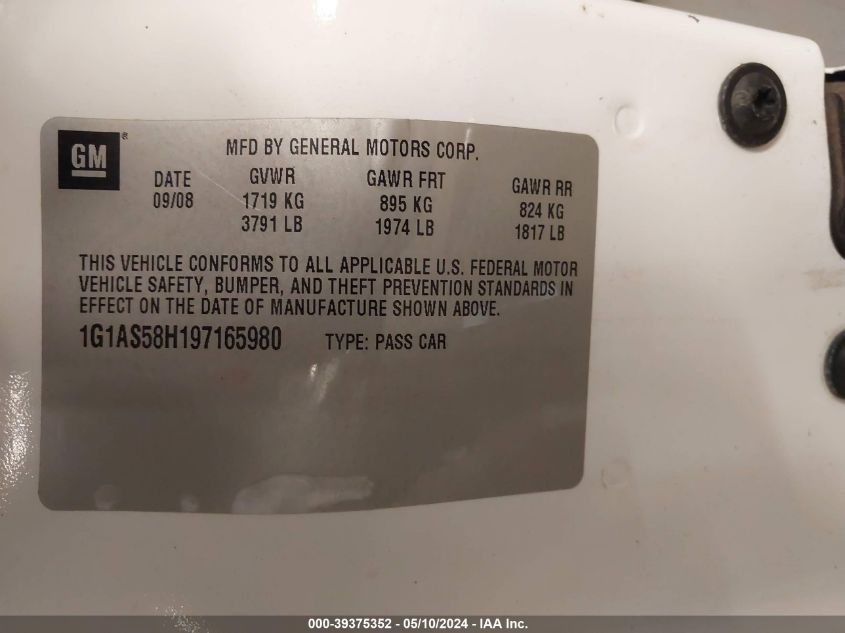 GM®
MFD BY GENERAL MOTORS CORP.
DATE GVWR GAWR FRT GAWR RR
09/08 1719 KG 895 KG 824 KG
3791 LB 1974 LB 1817 LB
THIS VEHICLE CONFORMS TO ALL APPLICABLE U.S. FEDERAL MOTOR
VEHICLE SAFETY, BUMPER, AND THEFT PREVENTION STANDARDS IN
EFFECT ON THE DATE OF MANUFACTURE SHOWN ABOVE.
1G1AS58H197165980 TYPE: PASS CAR
000-39375352 - 05/10/2024 - IAA Inc.